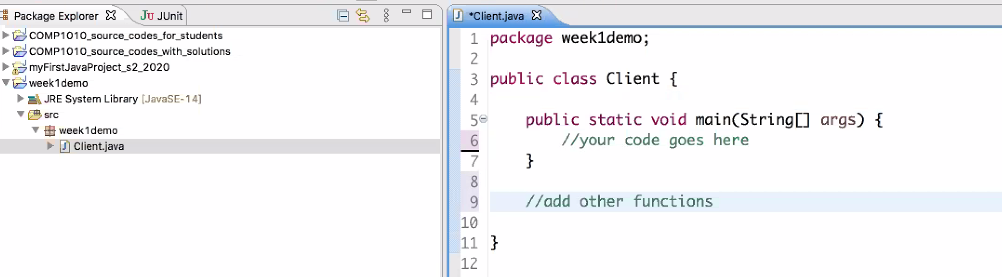 Package Explorer
JUnit
COMP1010_source_codes_for_students
COMP1010_source_codes_with_solutions
myFirstJavaProject_s2_2020
week1demo
JRE System Library [JavaSE-14]
src
week1demo
Client.java
*Client.java
1 package week1demo;
2
3 public class Client {
4
5 public static void main(String[] args) {
6 //your code goes here
7 }
8
9 //add other functions
10
11 }
12